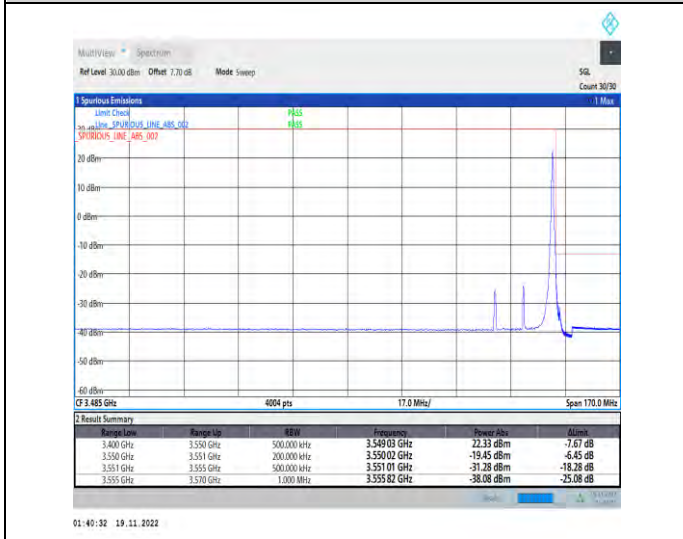 MultiView Spectrum
Ref Level 30.00 dBm Offset 7.70 dB Mode Sweep SGL
Count 30/30
1 Spurious Emissions 1 Max
Limit Check PASS
Line _SPURIOUS_LINE_ABS_002 PASS
_SPURIOUS_LINE_ABS_002
20 dBm
10 dBm
0 dBm
-10 dBm
-20 dBm
-30 dBm
-40 dBm
-50 dBm
-60 dBm
CF 3.485 GHz 4004 pts 17.0 MHz/ Span 170.0 MHz
2 Result Summary
Range Low Range Up RBW Frequency Power Abs ΔLimit
3.400 GHz 3.550 GHz 500.000 kHz 3.549 03 GHz 22.33 dBm -7.67 dB
3.550 GHz 3.551 GHz 200.000 kHz 3.550 02 GHz -19.45 dBm -6.45 dB
3.551 GHz 3.555 GHz 500.000 kHz 3.551 01 GHz -31.28 dBm -18.28 dB
3.555 GHz 3.570 GHz 1.000 MHz 3.555 82 GHz -38.08 dBm -25.08 dB
01:40:32 19.11.2022